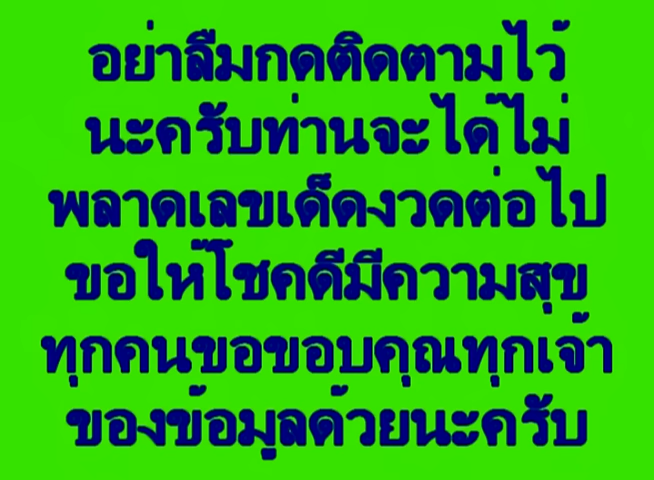 อย่าลืมกดติดตามไว้
นะครับท่านจะได้ไม่
พลาดเลขเด็ดงวดต่อไป
ขอให้โชคดีมีความสุข
ทุกคนขอขอบคุณทุกเจ้า
ของข้อมูลด้วยนะครับ